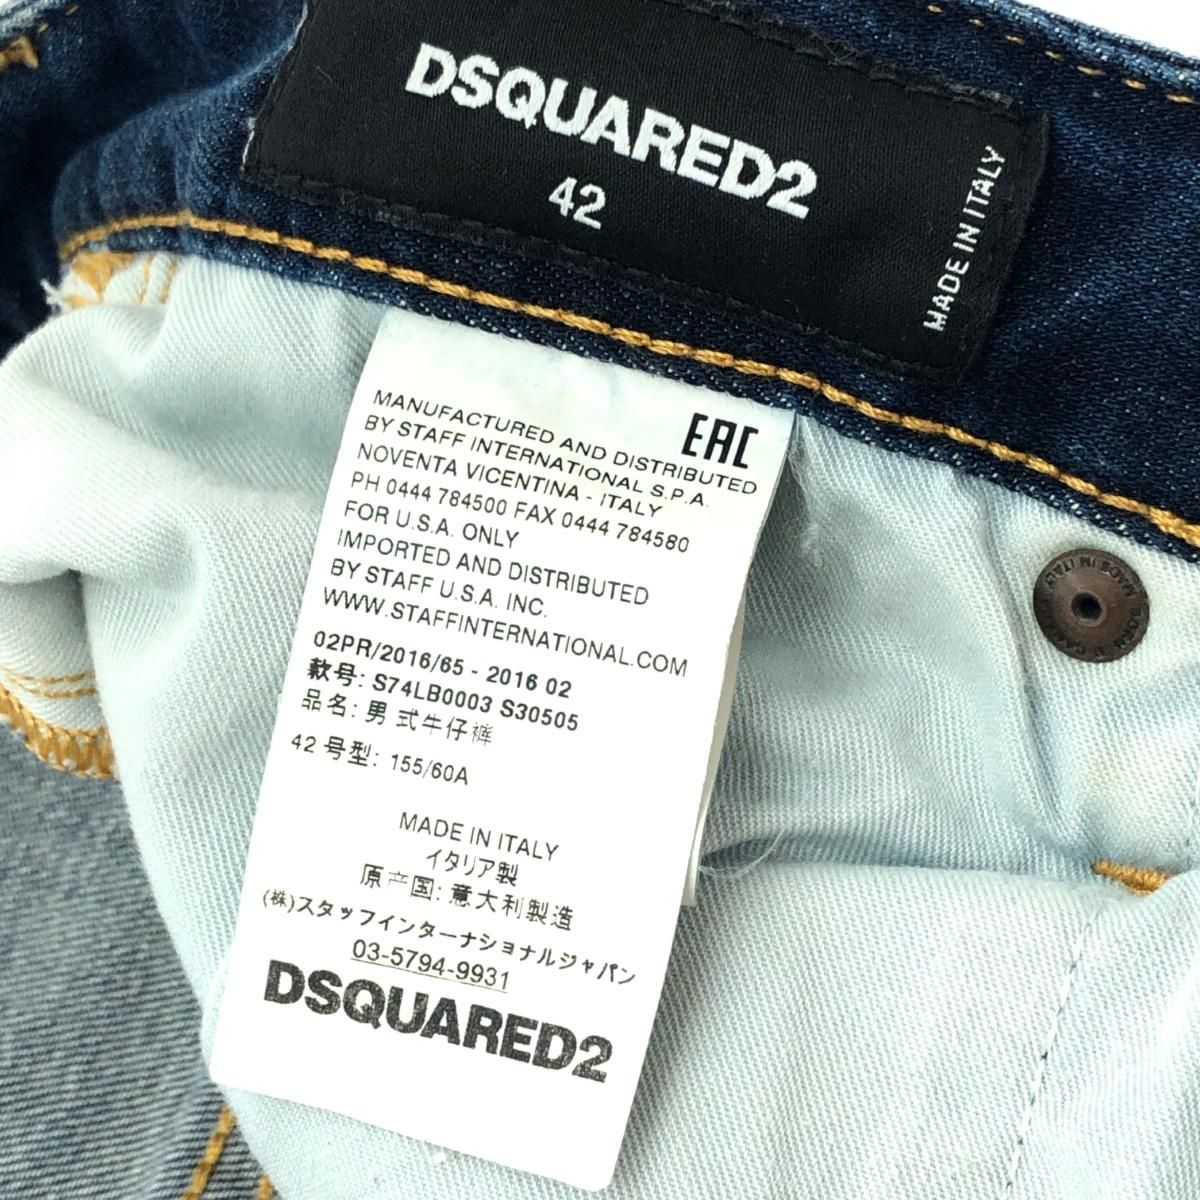 DSQUARED2
42
MADE IN ITALY
EAC
MANUFACTURED AND DISTRIBUTED
BY STAFF INTERNATIONAL S.P.A.
NOVENTA VICENTINA - ITALY
PH 0444 784500 FAX 0444 784580
FOR U.S.A. ONLY
IMPORTED AND DISTRIBUTED
BY STAFF U.S.A. INC.
WWW.STAFFINTERNATIONAL.COM
02PR/2016/65 - 2016 02
款号: S74LB0003 S30505
品名: 男 式牛仔裤
42 号型: 155/60A
MADE IN ITALY
イタリア製
原产国: 意大利製造
(株)スタッフインターナショナルジャパン
03-5794-9931
DSQUARED2
MADE IN ITALY
BORN